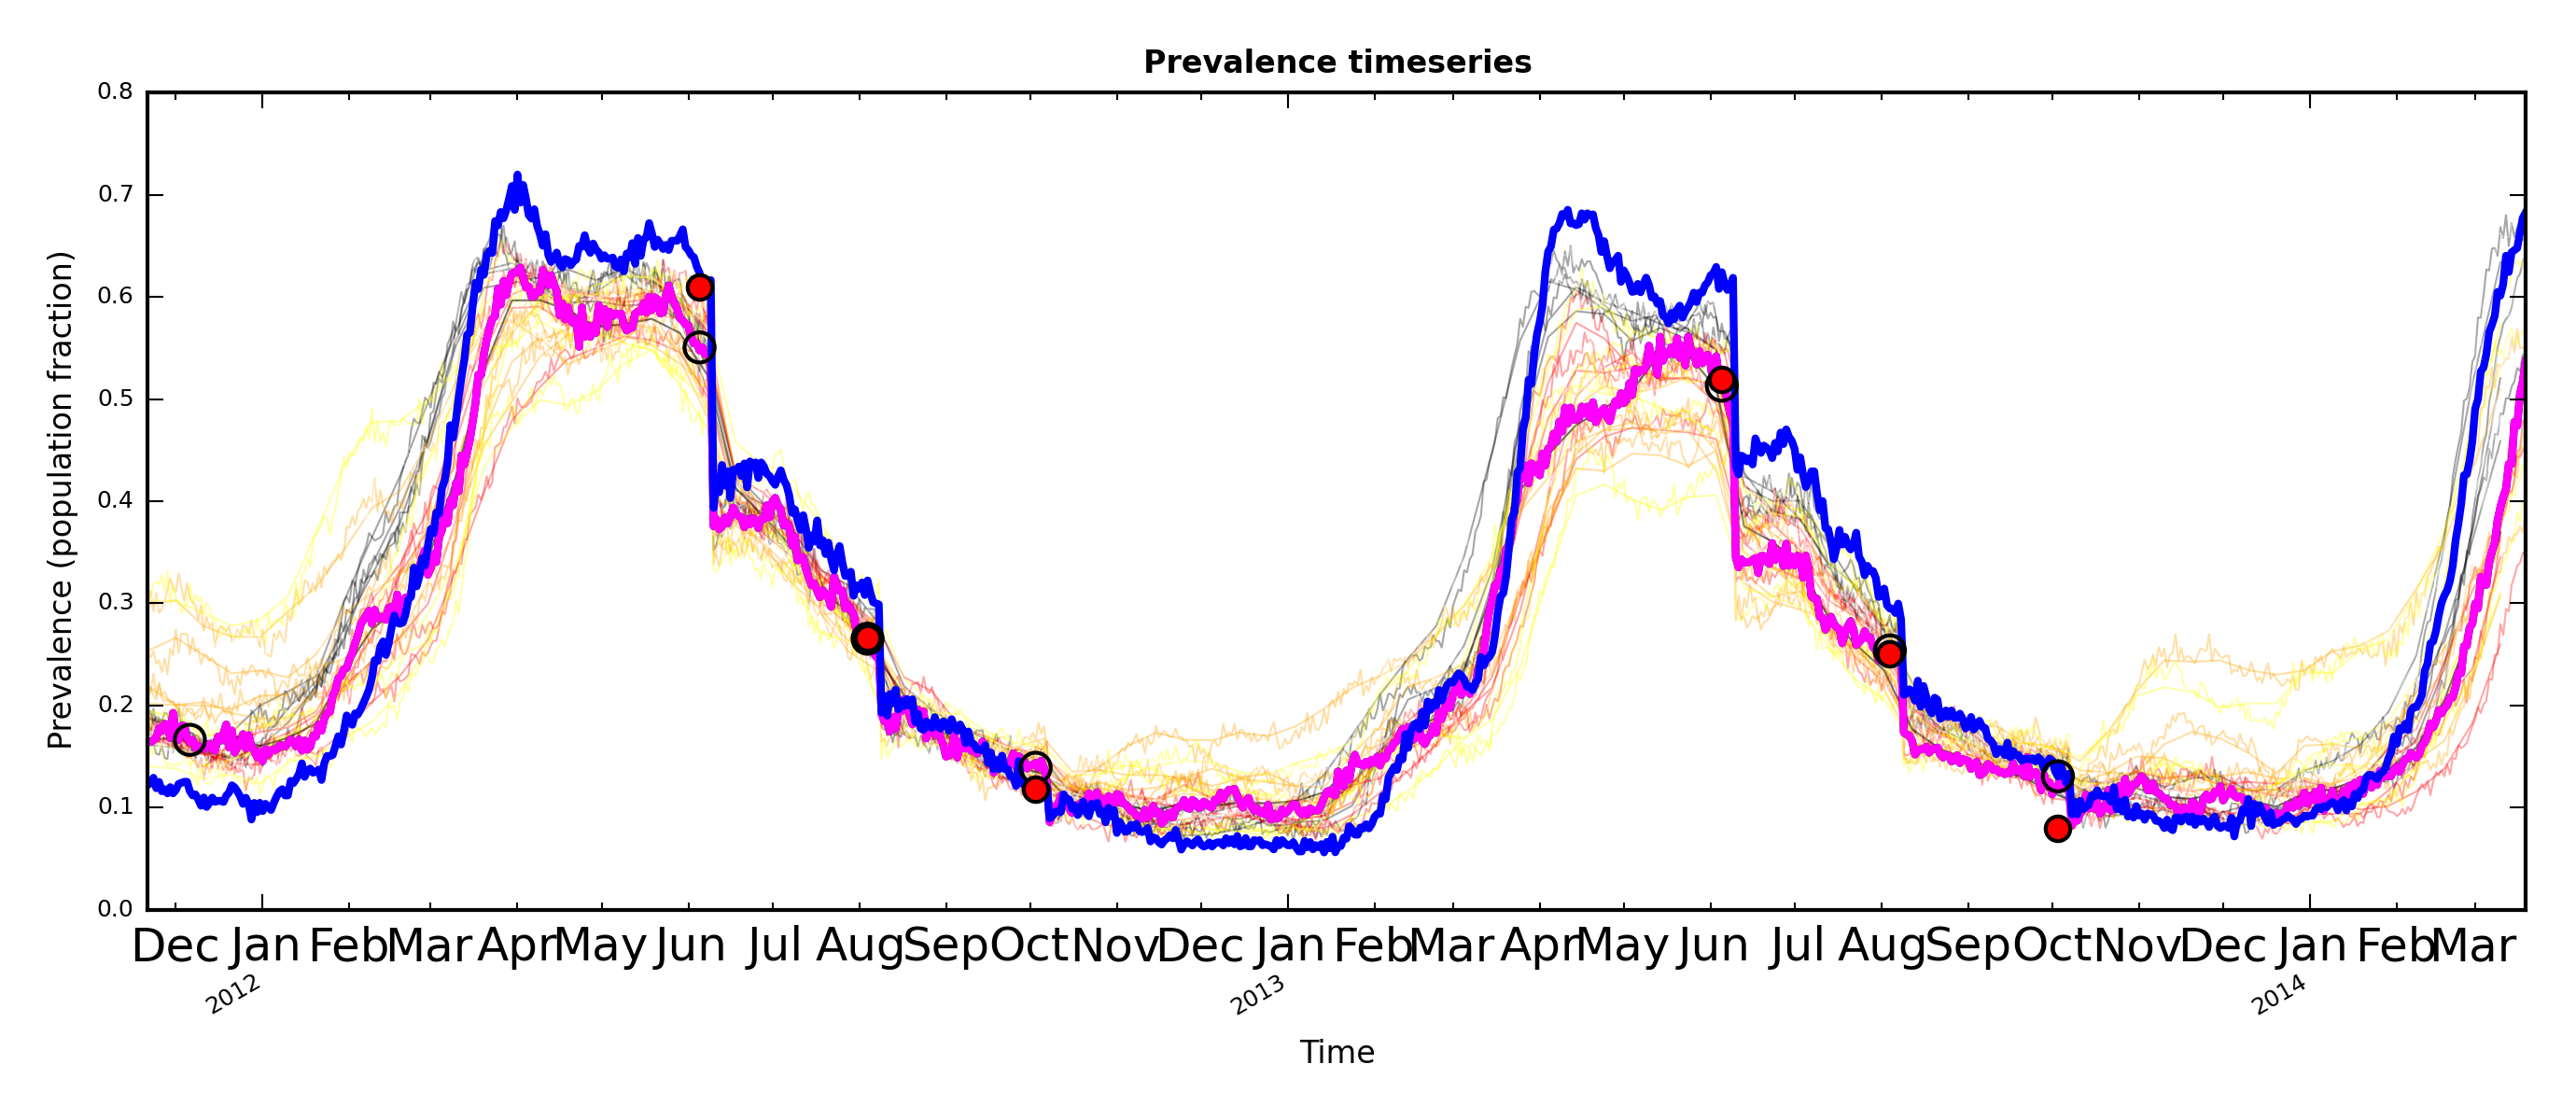 Prevalence timeseries
0.8
0.7
0.6
0.5
0.4
0.3
0.2
0.1
0.0
Prevalence (population fraction)
Dec Jan Feb Mar Apr May Jun Jul Aug Sep Oct Nov Dec Jan Feb Mar Apr May Jun Jul Aug Sep Oct Nov Dec Jan Feb Mar
2012 2013 2014
Time